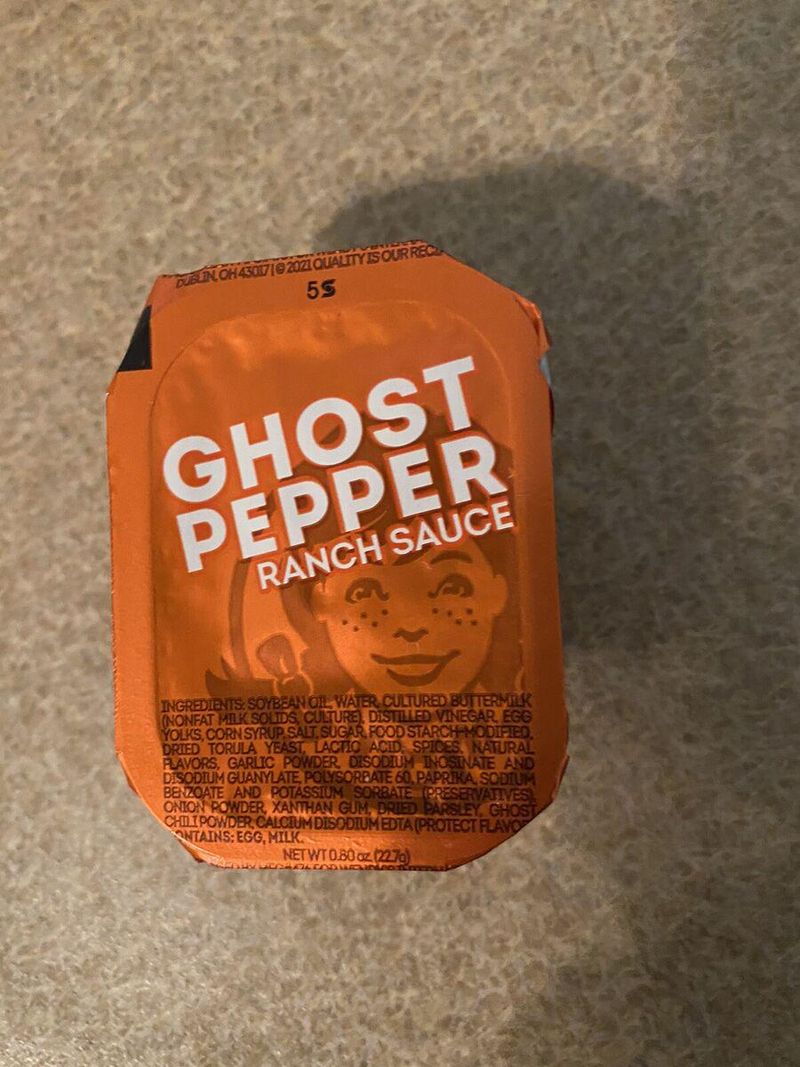 DUBLIN, OH 43017 | © 2021 QUALITY IS OUR
5S
GHOST
PEPPER
RANCH SAUCE
INGREDIENTS: SOYBEAN OIL, WATER, CULTURED BUTTERMILK
(NONFAT MILK SOLIDS, CULTURE), DISTILLED VINEGAR, EGG
YOLKS, CORN SYRUP, SALT, SUGAR, FOOD STARCH-MODIFIED,
DRIED TORULA YEAST, LACTIC ACID, SPICES, NATURAL
FLAVORS, GARLIC POWDER, DISODIUM INOSINATE AND
DISODIUM GUANYLATE, POLYSORBATE 60, PAPRIKA, SODIUM
BENZOATE AND POTASSIUM SORBATE (PRESERVATIVES),
ONION POWDER, XANTHAN GUM, DRIED PARSLEY, GHOST
CHILI POWDER, CALCIUM DISODIUM EDTA (PROTECT FLAVO
ONTAINS: EGG, MILK.
NET WT 0.80 oz. (22.7g)